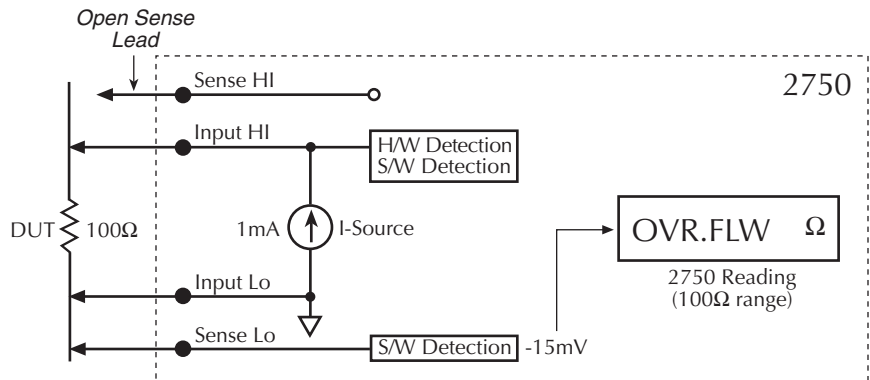 Open Sense
Lead
Sense HI
2750
Input HI
H/W Detection
S/W Detection
DUT
100Ω
1mA
I-Source
OVR.FLW Ω
2750 Reading
(100Ω range)
Input Lo
Sense Lo
S/W Detection
-15mV